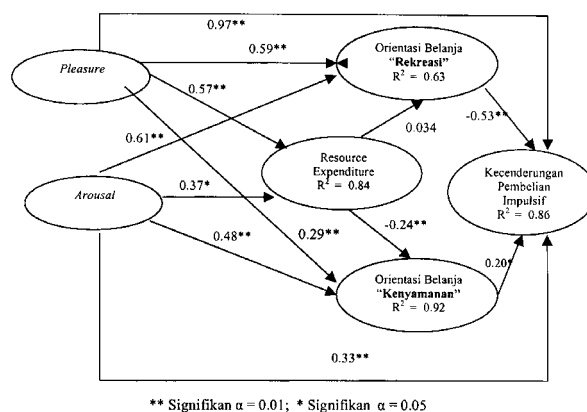 0.97**
0.59**
Orientasi Belanja
"Rekreasi"
R² = 0.63
Pleasure
0.57**
-0.53**
0.61**
0.034
Resource
Expenditure
R² = 0.84
Kecenderungan
Pembelian
Impulsif
R² = 0.86
Arousal
0.37*
0.48**
0.29**
-0.24**
0.20*
Orientasi Belanja
"Kenyamanan"
R² = 0.92
0.33**
** Signifikan α = 0.01; * Signifikan α = 0.05